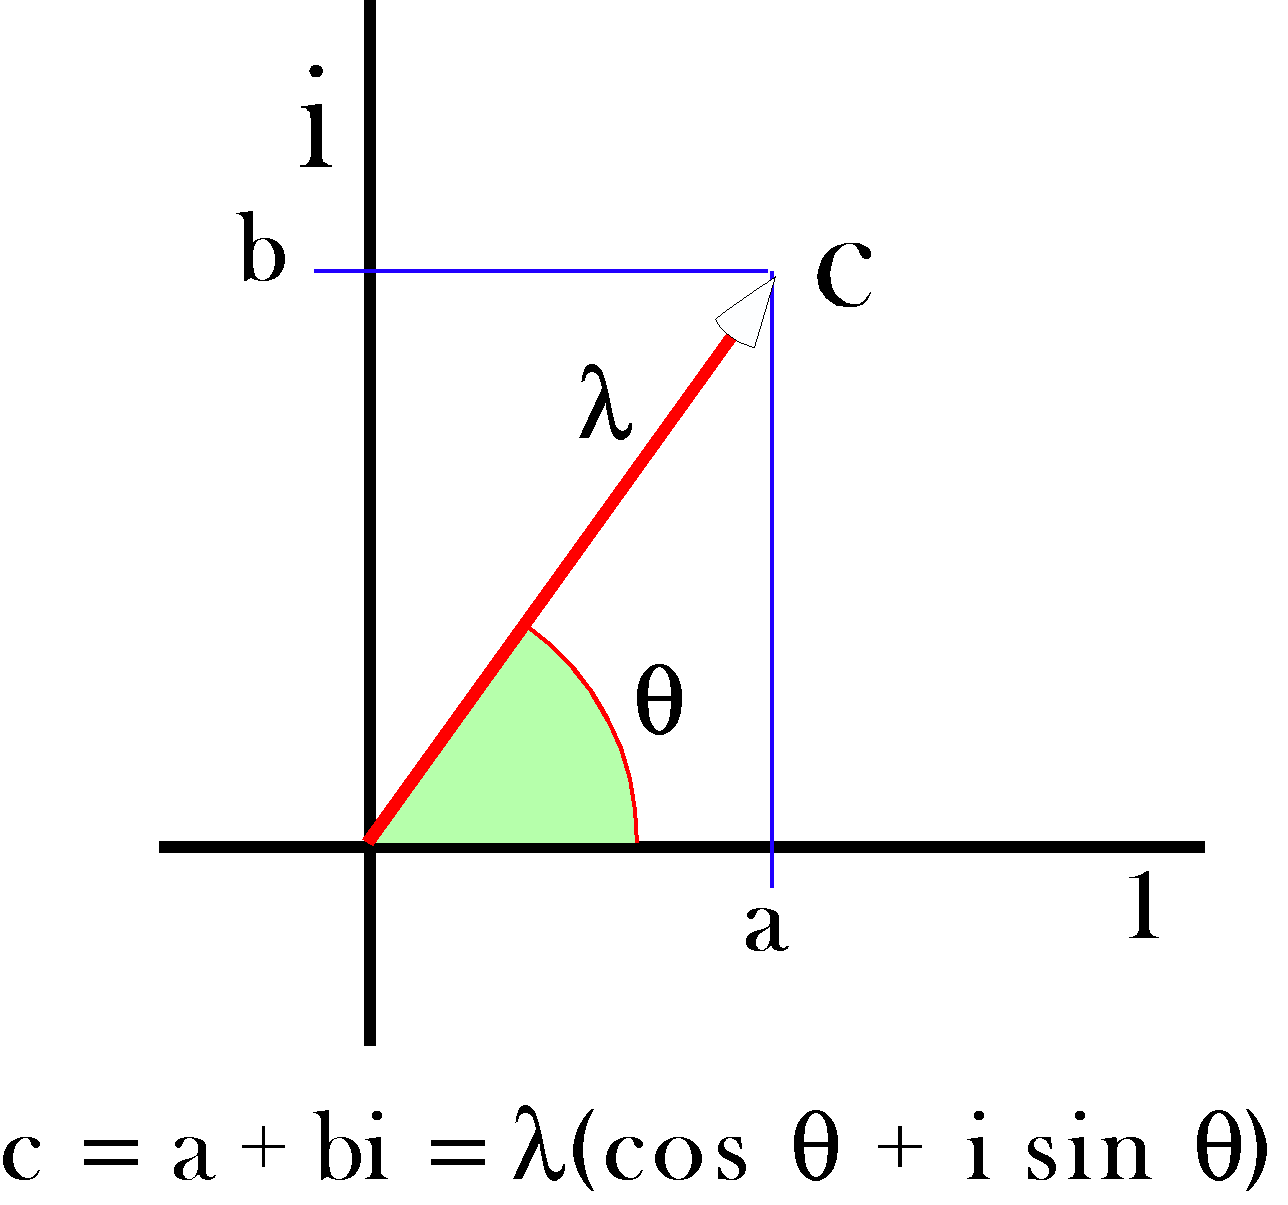 i
b
c
λ
θ
a
1
c = a + bi = λ(cos θ + i sin θ)